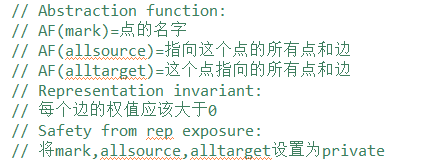 // Abstraction function:
// AF(mark)=点的名字
// AF(allsource)=指向这个点的所有点和边
// AF(alltarget)=这个点指向的所有点和边
// Representation invariant:
// 每个边的权值应该大于0
// Safety from rep exposure:
// 将mark,allsource,alltarget设置为private